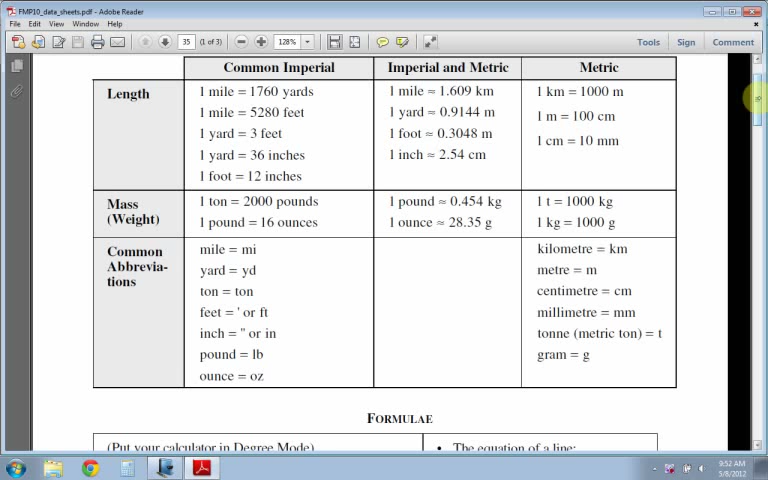 FMP10_data_sheets.pdf - Adobe Reader
File Edit View Window Help
35 (1 of 3) 128% Tools Sign Comment
Common Imperial Imperial and Metric Metric
Length
1 mile = 1760 yards
1 mile = 5280 feet
1 yard = 3 feet
1 yard = 36 inches
1 foot = 12 inches
1 mile ≈ 1.609 km
1 yard ≈ 0.9144 m
1 foot ≈ 0.3048 m
1 inch ≈ 2.54 cm
1 km = 1000 m
1 m = 100 cm
1 cm = 10 mm
Mass
(Weight)
1 ton = 2000 pounds
1 pound = 16 ounces
1 pound ≈ 0.454 kg
1 ounce ≈ 28.35 g
1 t = 1000 kg
1 kg = 1000 g
Common
Abbrevia-
tions
mile = mi
yard = yd
ton = ton
feet = ' or ft
inch = " or in
pound = lb
ounce = oz
kilometre = km
metre = m
centimetre = cm
millimetre = mm
tonne (metric ton) = t
gram = g
FORMULAE
(Put your calculator in Degree Mode)
• The equation of a line:
9:52 AM
5/8/2012